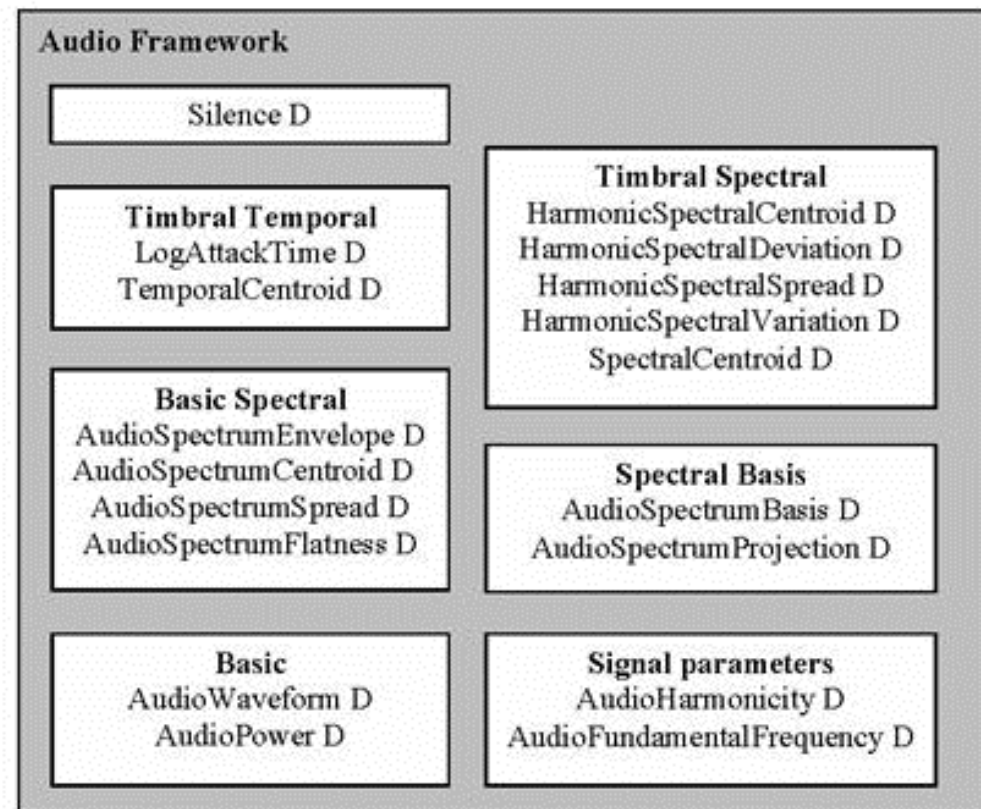 Audio Framework
Silence D
Timbral Temporal
LogAttackTime D
TemporalCentroid D
Basic Spectral
AudioSpectrumEnvelope D
AudioSpectrumCentroid D
AudioSpectrumSpread D
AudioSpectrumFlatness D
Basic
AudioWaveform D
AudioPower D
Timbral Spectral
HarmonicSpectralCentroid D
HarmonicSpectralDeviation D
HarmonicSpectralSpread D
HarmonicSpectralVariation D
SpectralCentroid D
Spectral Basis
AudioSpectrumBasis D
AudioSpectrumProjection D
Signal parameters
AudioHarmonicity D
AudioFundamentalFrequency D